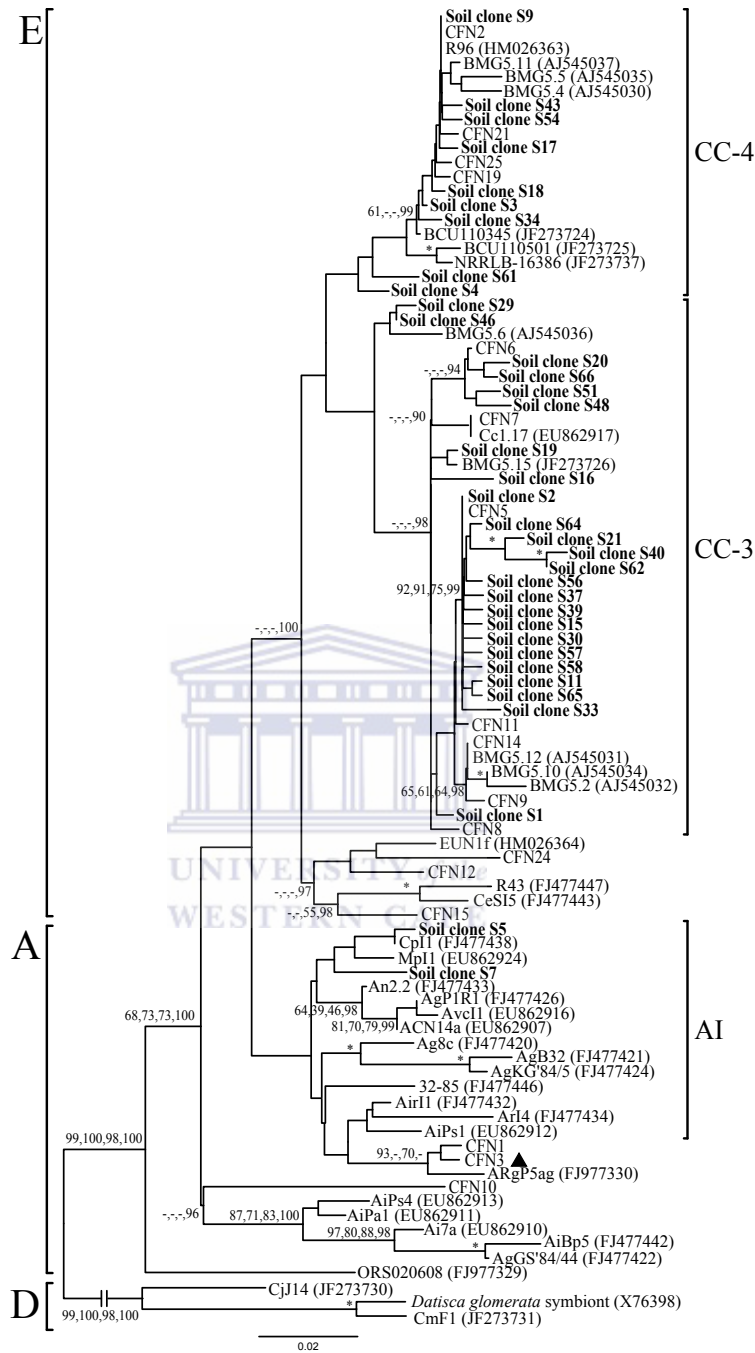 E
Soil clone S9
CFN2
R96 (HM026363)
BMG5.11 (AJ545037)
BMG5.5 (AJ545035)
BMG5.4 (AJ545030)
Soil clone S43
Soil clone S54
CFN21
Soil clone S17
CFN25
CFN19
Soil clone S18
Soil clone S3
61,-,-,99
Soil clone S34
BCU110345 (JF273724)
* BCU110501 (JF273725)
NRRLB-16386 (JF273737)
Soil clone S61
Soil clone S4
CC-4
Soil clone S29
Soil clone S46
BMG5.6 (AJ545036)
CFN6
Soil clone S20
-,-,-,94
Soil clone S66
Soil clone S51
Soil clone S48
CFN7
-,-,-,90
Cc1.17 (EU862917)
Soil clone S19
BMG5.15 (JF273726)
Soil clone S16
Soil clone S2
CFN5
Soil clone S64
-,-,-,98
* Soil clone S21
* Soil clone S40
Soil clone S62
Soil clone S56
92,91,75,99
Soil clone S37
Soil clone S39
Soil clone S15
Soil clone S30
Soil clone S57
Soil clone S58
Soil clone S11
Soil clone S65
Soil clone S33
CFN11
CFN14
BMG5.12 (AJ545031)
* BMG5.10 (AJ545034)
BMG5.2 (AJ545032)
65,61,64,98
CFN9
Soil clone S1
CFN8
CC-3
-,-,-,100
EUN1f (HM026364)
CFN24
CFN12
UNIVERSITY of the
WESTERN CAPE
* R43 (FJ477447)
-,-,-,97
CeSI5 (FJ477443)
-,-,55,98
CFN15
A
Soil clone S5
CpI1 (FJ477438)
MpI1 (EU862924)
Soil clone S7
An2.2 (FJ477433)
64,39,46,98
AgP1R1 (FJ477426)
AvcI1 (EU862916)
81,70,79,99
ACN14a (EU862907)
* Ag8c (FJ477420)
* AgB32 (FJ477421)
AgKG'84/5 (FJ477424)
32-85 (FJ477446)
AirI1 (FJ477432)
ArI4 (FJ477434)
AiPs1 (EU862912)
AI
68,73,73,100
CFN1
93,-,70,-
CFN3
ARgP5ag (FJ977330)
99,100,98,100
CFN10
-,-,-,96
AiPs4 (EU862913)
87,71,83,100
AiPa1 (EU862911)
Ai7a (EU862910)
97,80,88,98
* AiBp5 (FJ477442)
AgGS'84/44 (FJ477422)
ORS020608 (FJ977329)
D
CjJ14 (JF273730)
* Datisca glomerata symbiont (X76398)
99,100,98,100
CmF1 (JF273731)
0.02